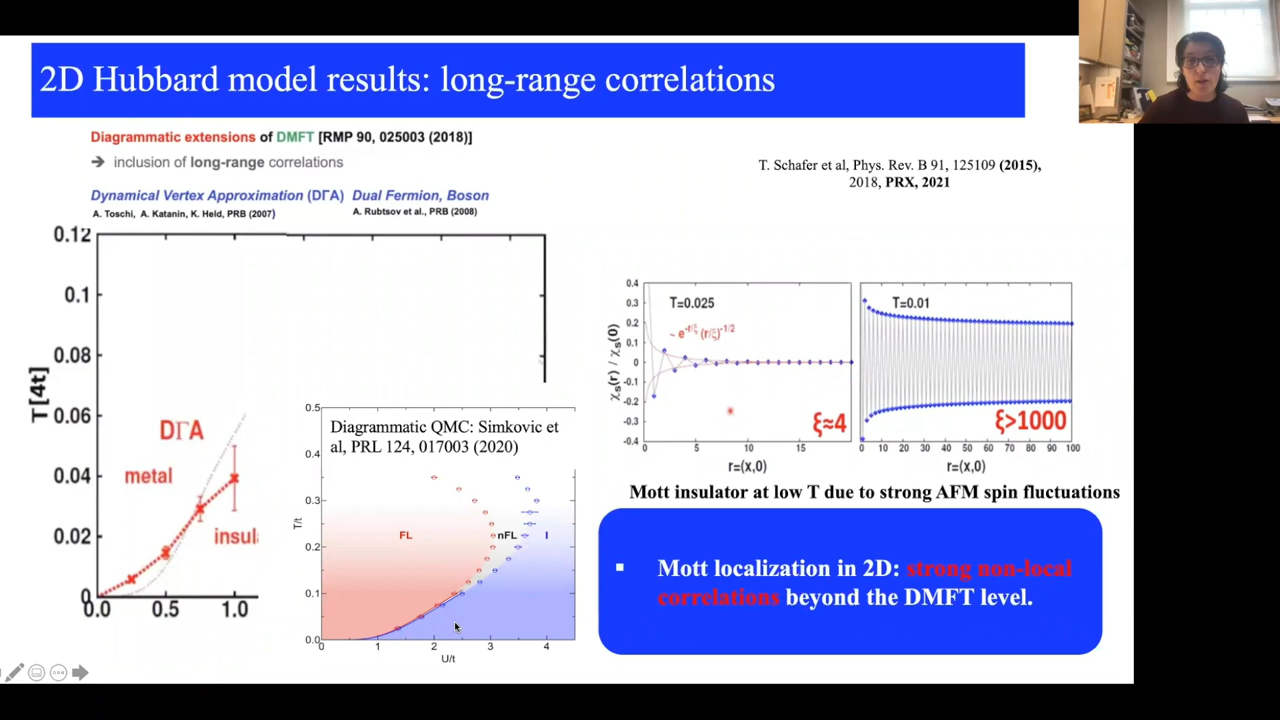 2D Hubbard model results: long-range correlations
Diagrammatic extensions of DMFT [RMP 90, 025003 (2018)]
➔ inclusion of long-range correlations
Dynamical Vertex Approximation (DΓA) Dual Fermion, Boson
A. Toschi, A. Katanin, K. Held, PRB (2007) A. Rubtsov et al., PRB (2008)
T. Schafer et al, Phys. Rev. B 91, 125109 (2015),
2018, PRX, 2021
0.12
0.1
0.08
0.06
0.04
0.02
0
T[4t]
DΓA
metal
insul
0.0 0.5 1.0
Diagrammatic QMC: Simkovic et
al, PRL 124, 017003 (2020)
0.5
0.4
0.3
0.2
0.1
0.0
T/t
FL nFL I
0 1 2 3 4
U/t
0.4
0.3
0.2
0.1
0
-0.1
-0.2
-0.3
-0.4
χs(r) / χs(0)
T=0.025
~ e^-r/ξ (r/ξ)^-1/2
ξ≈4
0 5 10 15
r=(x,0)
T=0.01
ξ>1000
0 10 20 30 40 50 60 70 80 90 100
r=(x,0)
Mott insulator at low T due to strong AFM spin fluctuations
▪ Mott localization in 2D: strong non-local
correlations beyond the DMFT level.